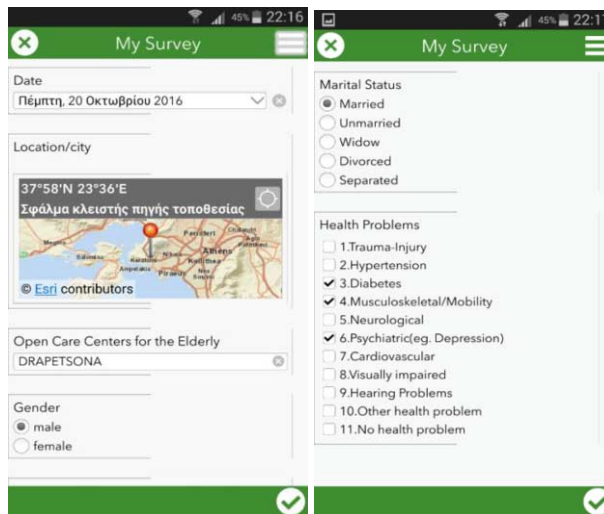 45% 22:16
My Survey
Date
Πέμπτη, 20 Οκτωβρίου 2016
Location/city
37°58'N 23°36'E
Σφάλμα κλειστής πηγής τοποθεσίας
Athens
Piraeus
© Esri contributors
Open Care Centers for the Elderly
DRAPETSONA
Gender
male
female
45% 22:1
My Survey
Marital Status
Married
Unmarried
Widow
Divorced
Separated
Health Problems
1.Trauma-Injury
2.Hypertension
3.Diabetes
4.Musculoskeletal/Mobility
5.Neurological
6.Psychiatric(eg. Depression)
7.Cardiovascular
8.Visually impaired
9.Hearing Problems
10.Other health problem
11.No health problem